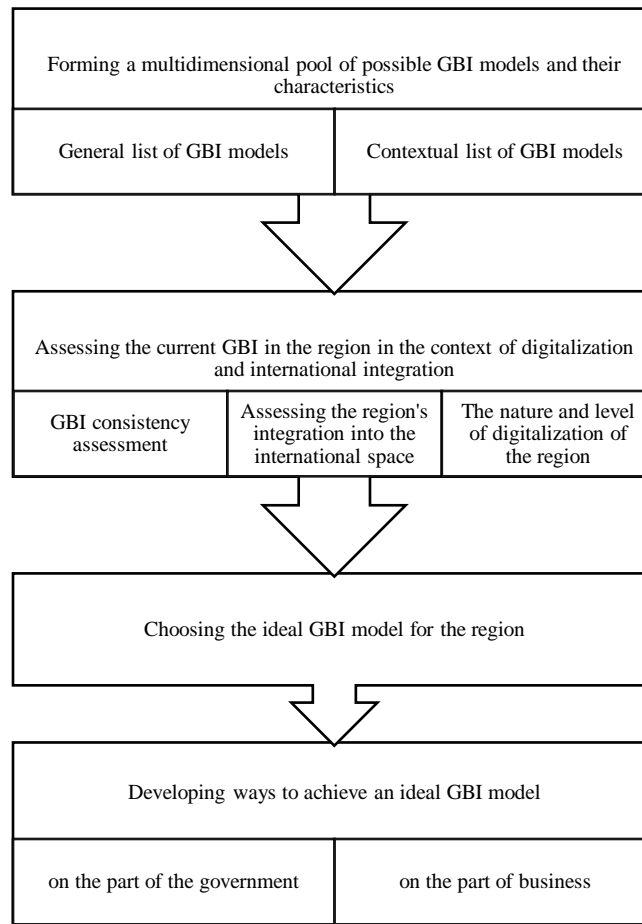 Forming a multidimensional pool of possible GBI models and their
characteristics
General list of GBI models
Contextual list of GBI models
Assessing the current GBI in the region in the context of digitalization
and international integration
GBI consistency
assessment
Assessing the region's
integration into the
international space
The nature and level
of digitalization of
the region
Choosing the ideal GBI model for the region
Developing ways to achieve an ideal GBI model
on the part of the government
on the part of business